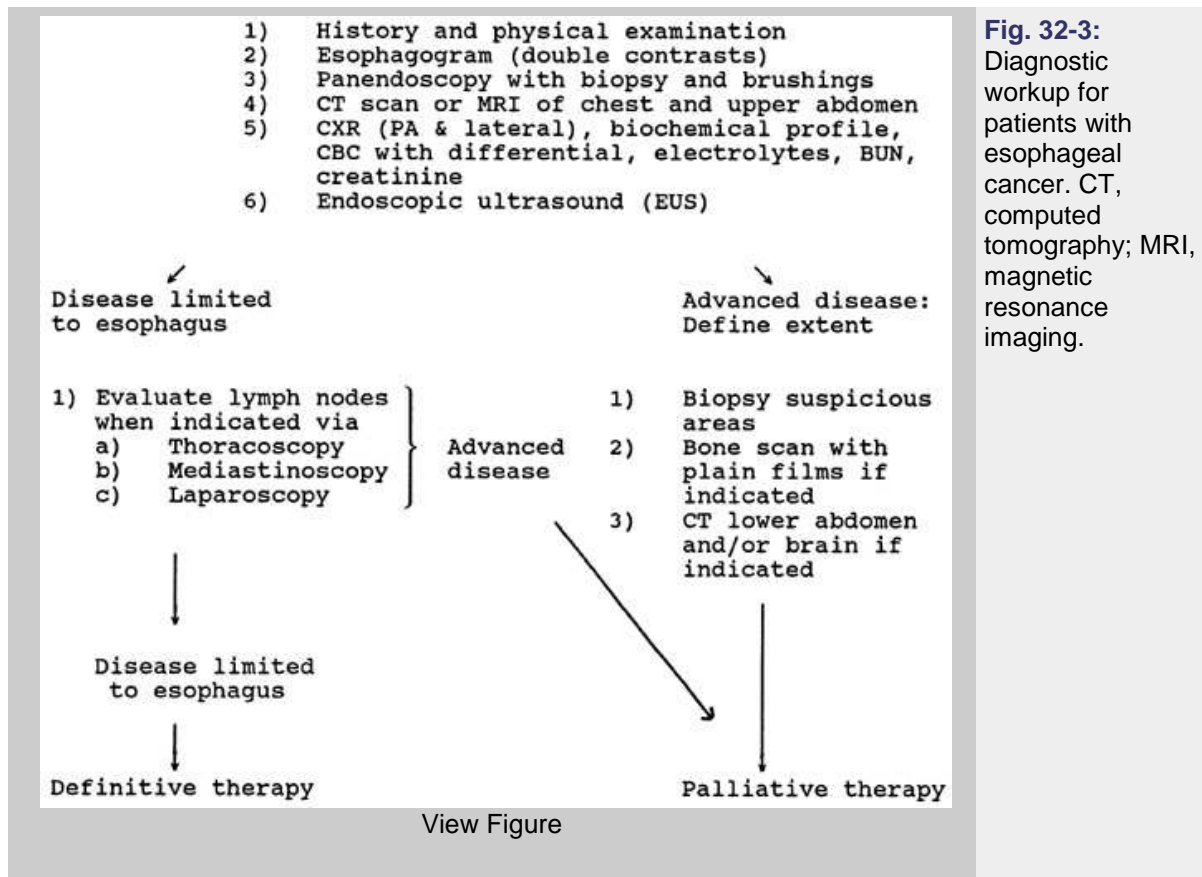 1) History and physical examination
2) Esophagogram (double contrasts)
3) Panendoscopy with biopsy and brushings
4) CT scan or MRI of chest and upper abdomen
5) CXR (PA & lateral), biochemical profile,
CBC with differential, electrolytes, BUN,
creatinine
6) Endoscopic ultrasound (EUS)
Disease limited
to esophagus
Advanced disease:
Define extent
1) Evaluate lymph nodes
when indicated via
a) Thoracoscopy
b) Mediastinoscopy
c) Laparoscopy
Advanced
disease
1) Biopsy suspicious
areas
2) Bone scan with
plain films if
indicated
3) CT lower abdomen
and/or brain if
indicated
Disease limited
to esophagus
Definitive therapy
Palliative therapy
View Figure
Fig. 32-3:
Diagnostic
workup for
patients with
esophageal
cancer. CT,
computed
tomography; MRI,
magnetic
resonance
imaging.